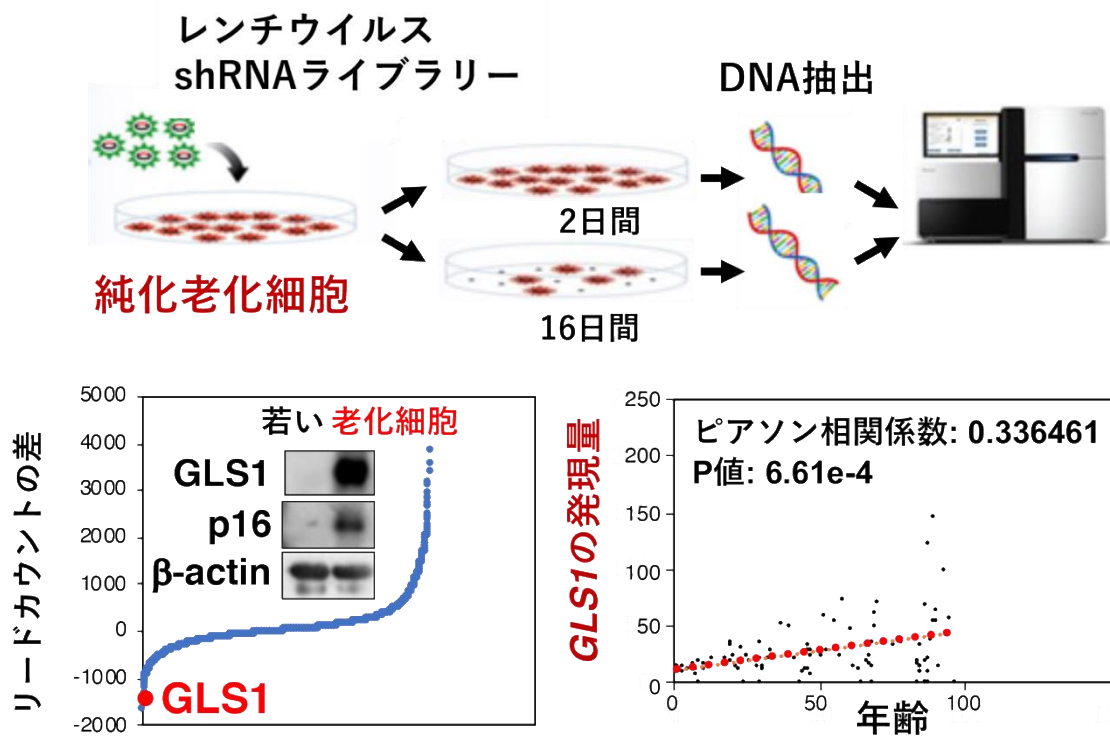 レンチウイルス
shRNAライブラリー
DNA抽出
2日間
純化老化細胞
16日間
リードカウントの差
5000
4000
3000
2000
1000
0
-1000
-2000
若い 老化細胞
GLS1
p16
β-actin
GLS1
GLS1の発現量
250
200
150
100
50
0
ピアソン相関係数: 0.336461
P値: 6.61e-4
0
50
100
年齢